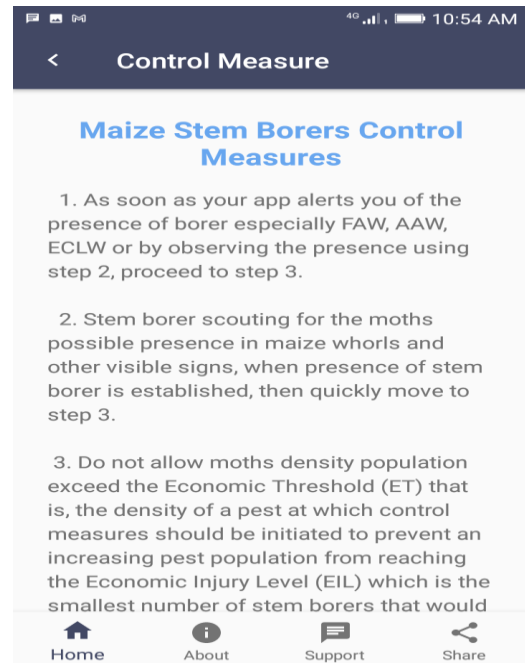 4G
10:54 AM
Control Measure
Maize Stem Borers Control
Measures
1. As soon as your app alerts you of the
presence of borer especially FAW, AAW,
ECLW or by observing the presence using
step 2, proceed to step 3.
2. Stem borer scouting for the moths
possible presence in maize whorls and
other visible signs, when presence of stem
borer is established, then quickly move to
step 3.
3. Do not allow moths density population
exceed the Economic Threshold (ET) that
is, the density of a pest at which control
measures should be initiated to prevent an
increasing pest population from reaching
the Economic Injury Level (EIL) which is the
smallest number of stem borers that would
Home
About
Support
Share